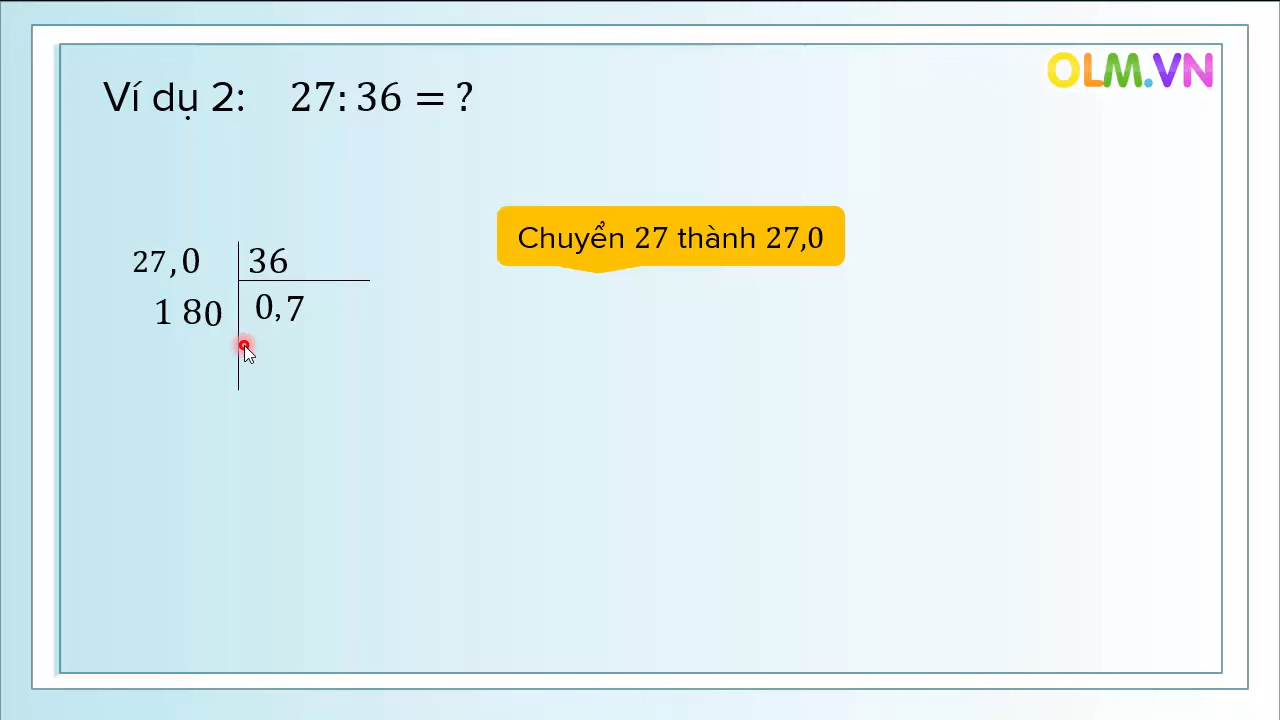 OLM.VN
Ví dụ 2: 27 : 36 = ?
Chuyển 27 thành 27,0
27,0 36
1 80 0,7